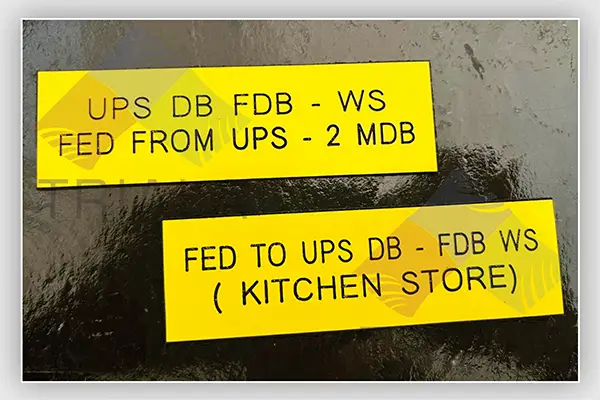 UPS DB FDB - WS
FED FROM UPS - 2 MDB
FED TO UPS DB - FDB WS
( KITCHEN STORE)